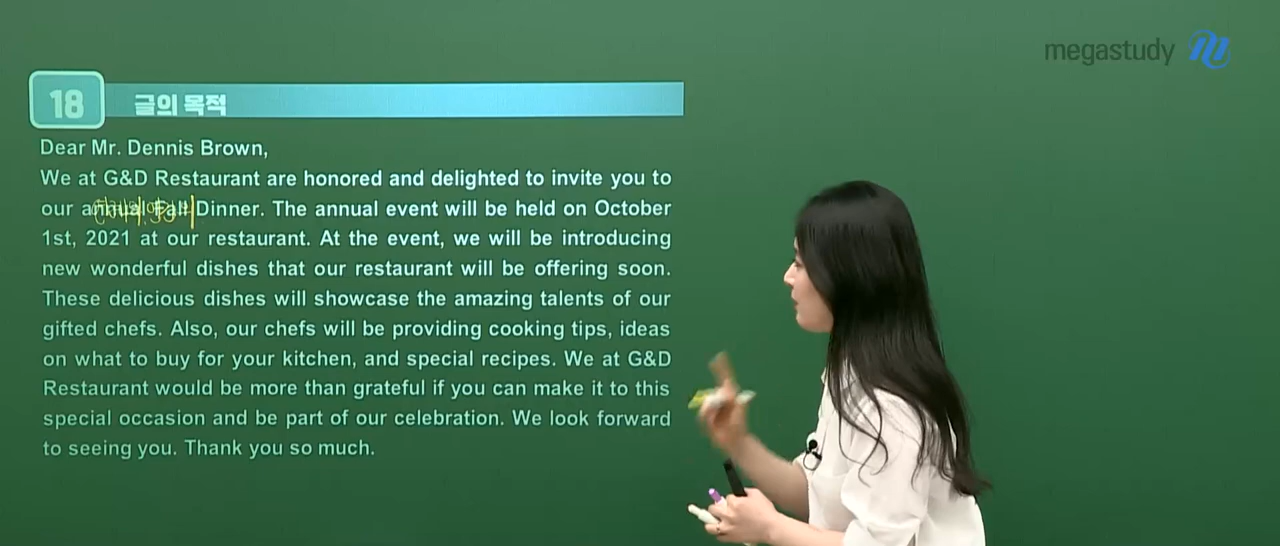 megastudy
18 글의 목적
Dear Mr. Dennis Brown,
We at G&D Restaurant are honored and delighted to invite you to
our annual Fall Dinner. The annual event will be held on October
1st, 2021 at our restaurant. At the event, we will be introducing
new wonderful dishes that our restaurant will be offering soon.
These delicious dishes will showcase the amazing talents of our
gifted chefs. Also, our chefs will be providing cooking tips, ideas
on what to buy for your kitchen, and special recipes. We at G&D
Restaurant would be more than grateful if you can make it to this
special occasion and be part of our celebration. We look forward
to seeing you. Thank you so much.